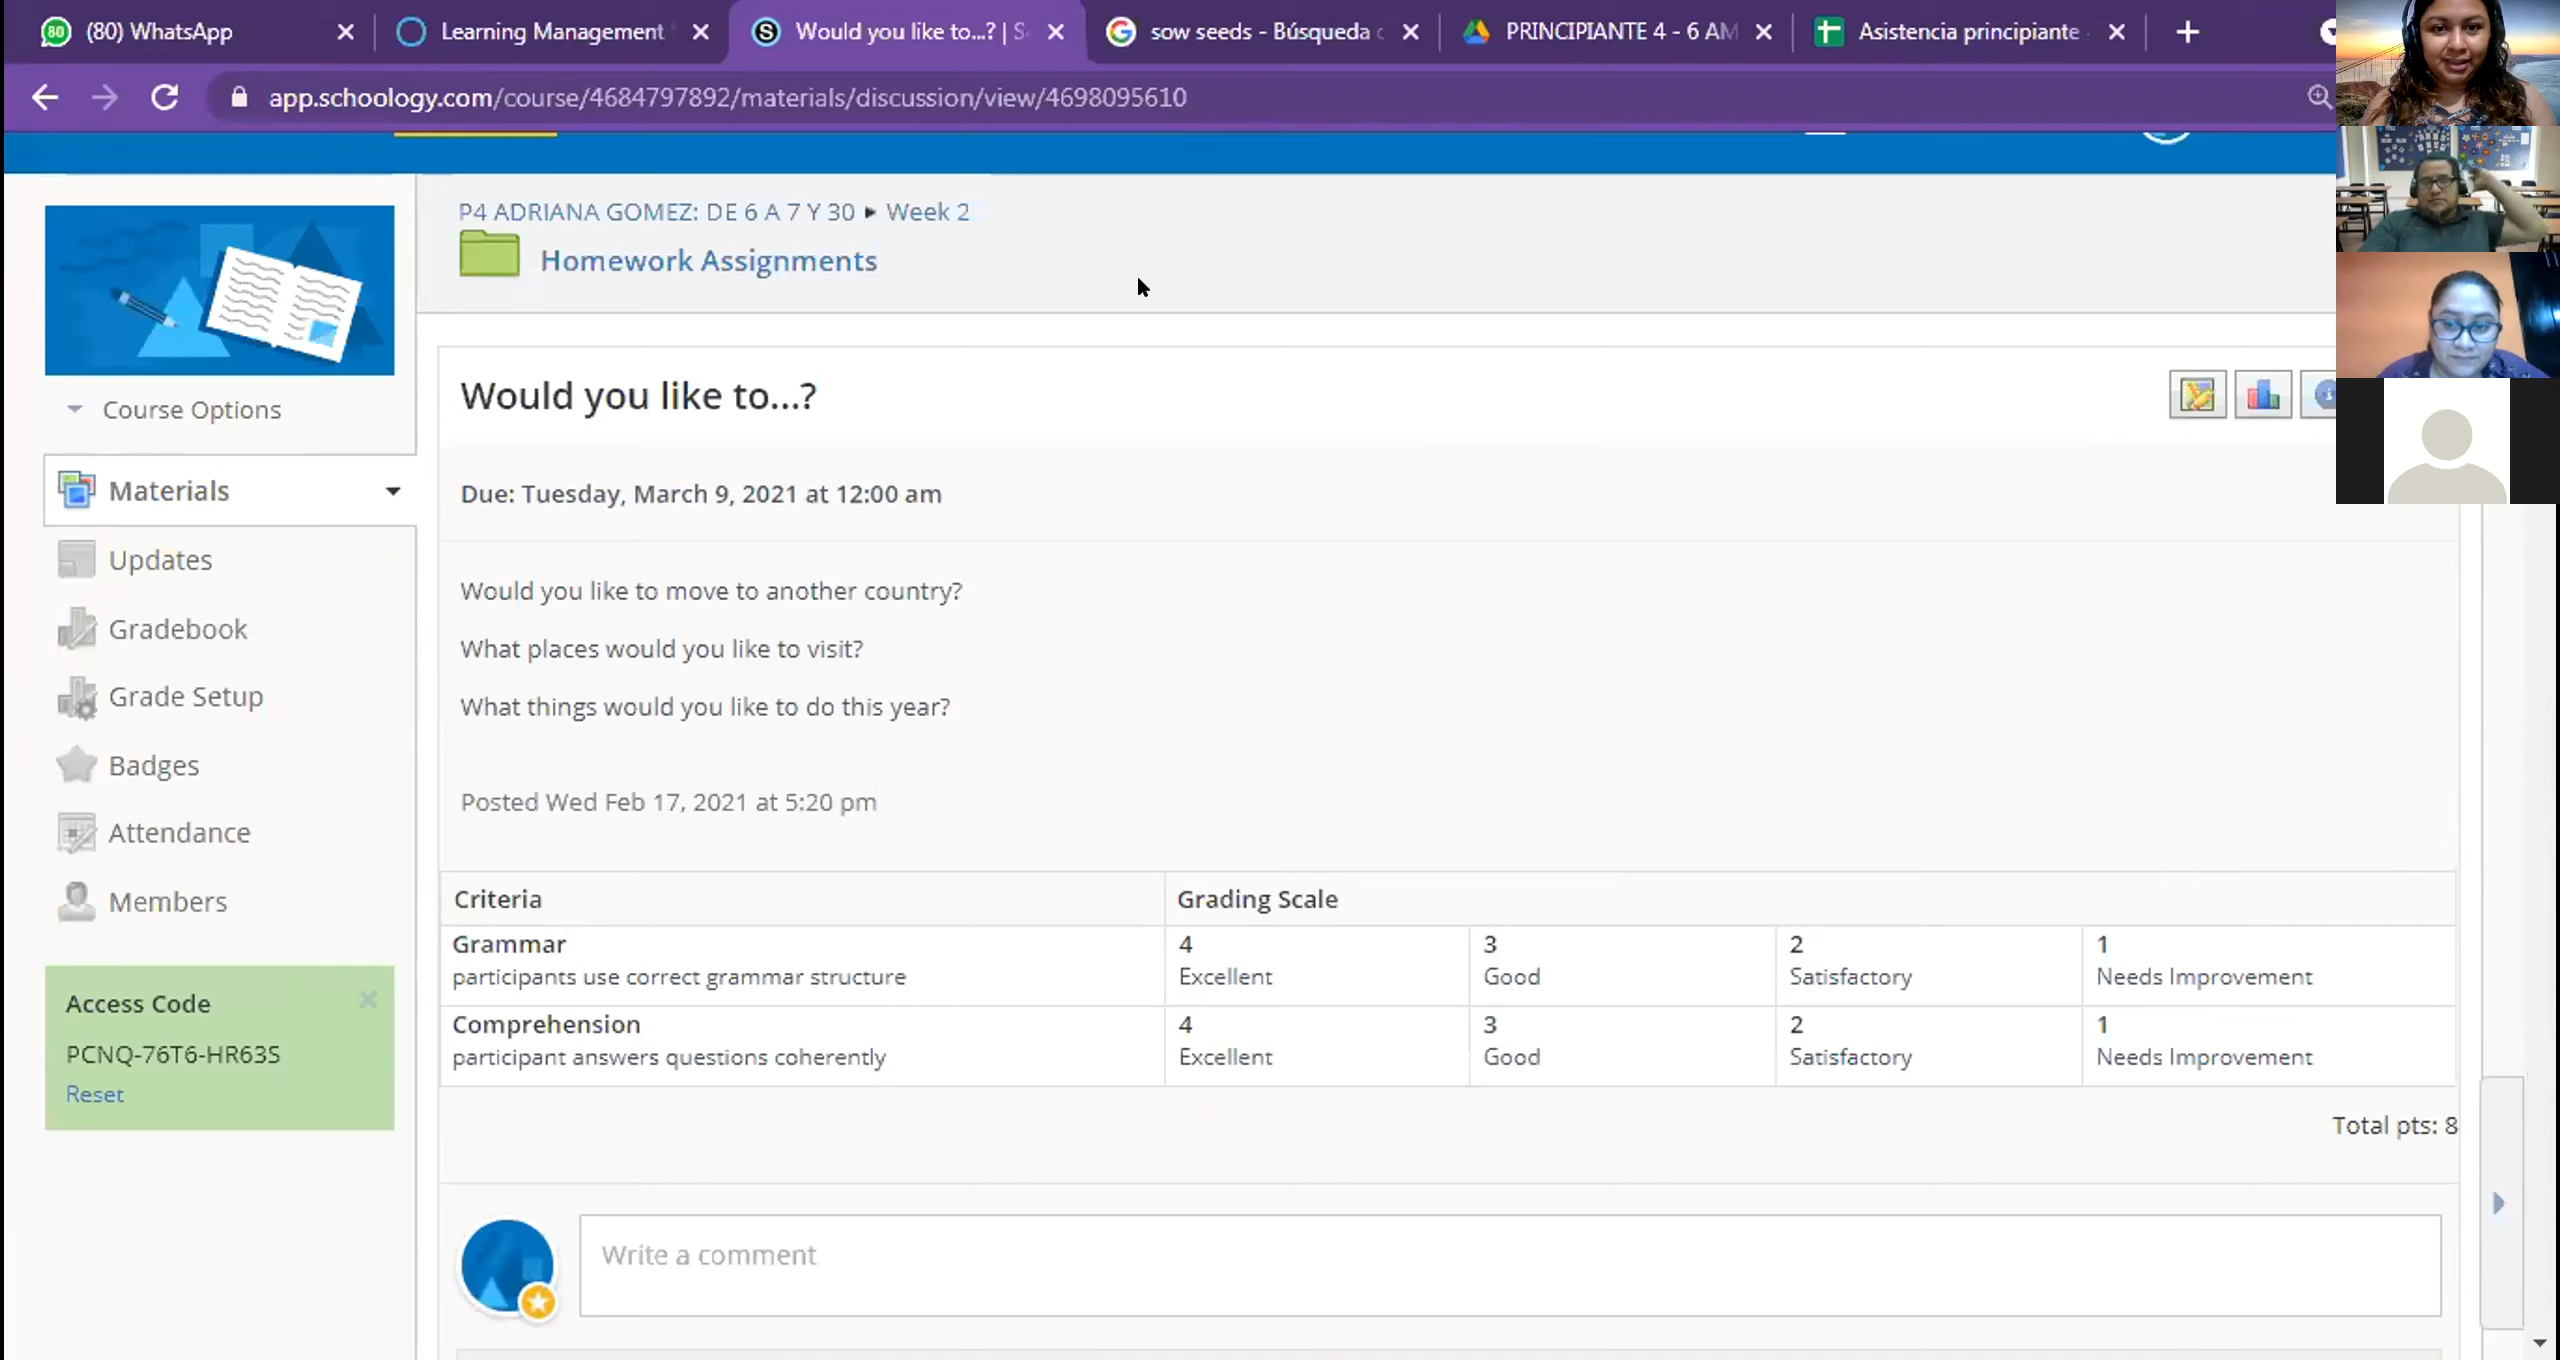 (80) WhatsApp
Learning Management
Would you like to...? | S
sow seeds - Búsqueda
PRINCIPIANTE 4 - 6 AM
Asistencia principiante
app.schoology.com/course/4684797892/materials/discussion/view/4698095610
P4 ADRIANA GOMEZ: DE 6 A 7 Y 30 ▸ Week 2
Homework Assignments
Course Options
Materials
Updates
Gradebook
Grade Setup
Badges
Attendance
Members
Access Code
PCNQ-76T6-HR63S
Reset
Would you like to...?
Due: Tuesday, March 9, 2021 at 12:00 am
Would you like to move to another country?
What places would you like to visit?
What things would you like to do this year?
Posted Wed Feb 17, 2021 at 5:20 pm
Criteria Grading Scale
Grammar 4 3 2 1
participants use correct grammar structure Excellent Good Satisfactory Needs Improvement
Comprehension 4 3 2 1
participant answers questions coherently Excellent Good Satisfactory Needs Improvement
Total pts: 8
Write a comment